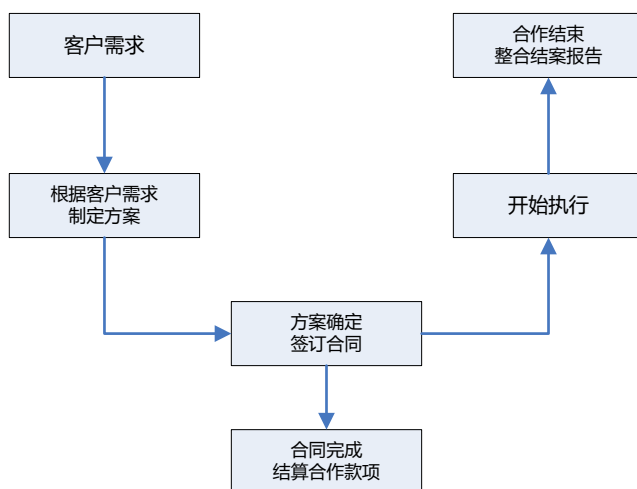 客户需求
根据客户需求
制定方案
方案确定
签订合同
合同完成
结算合作款项
开始执行
合作结束
整合结案报告